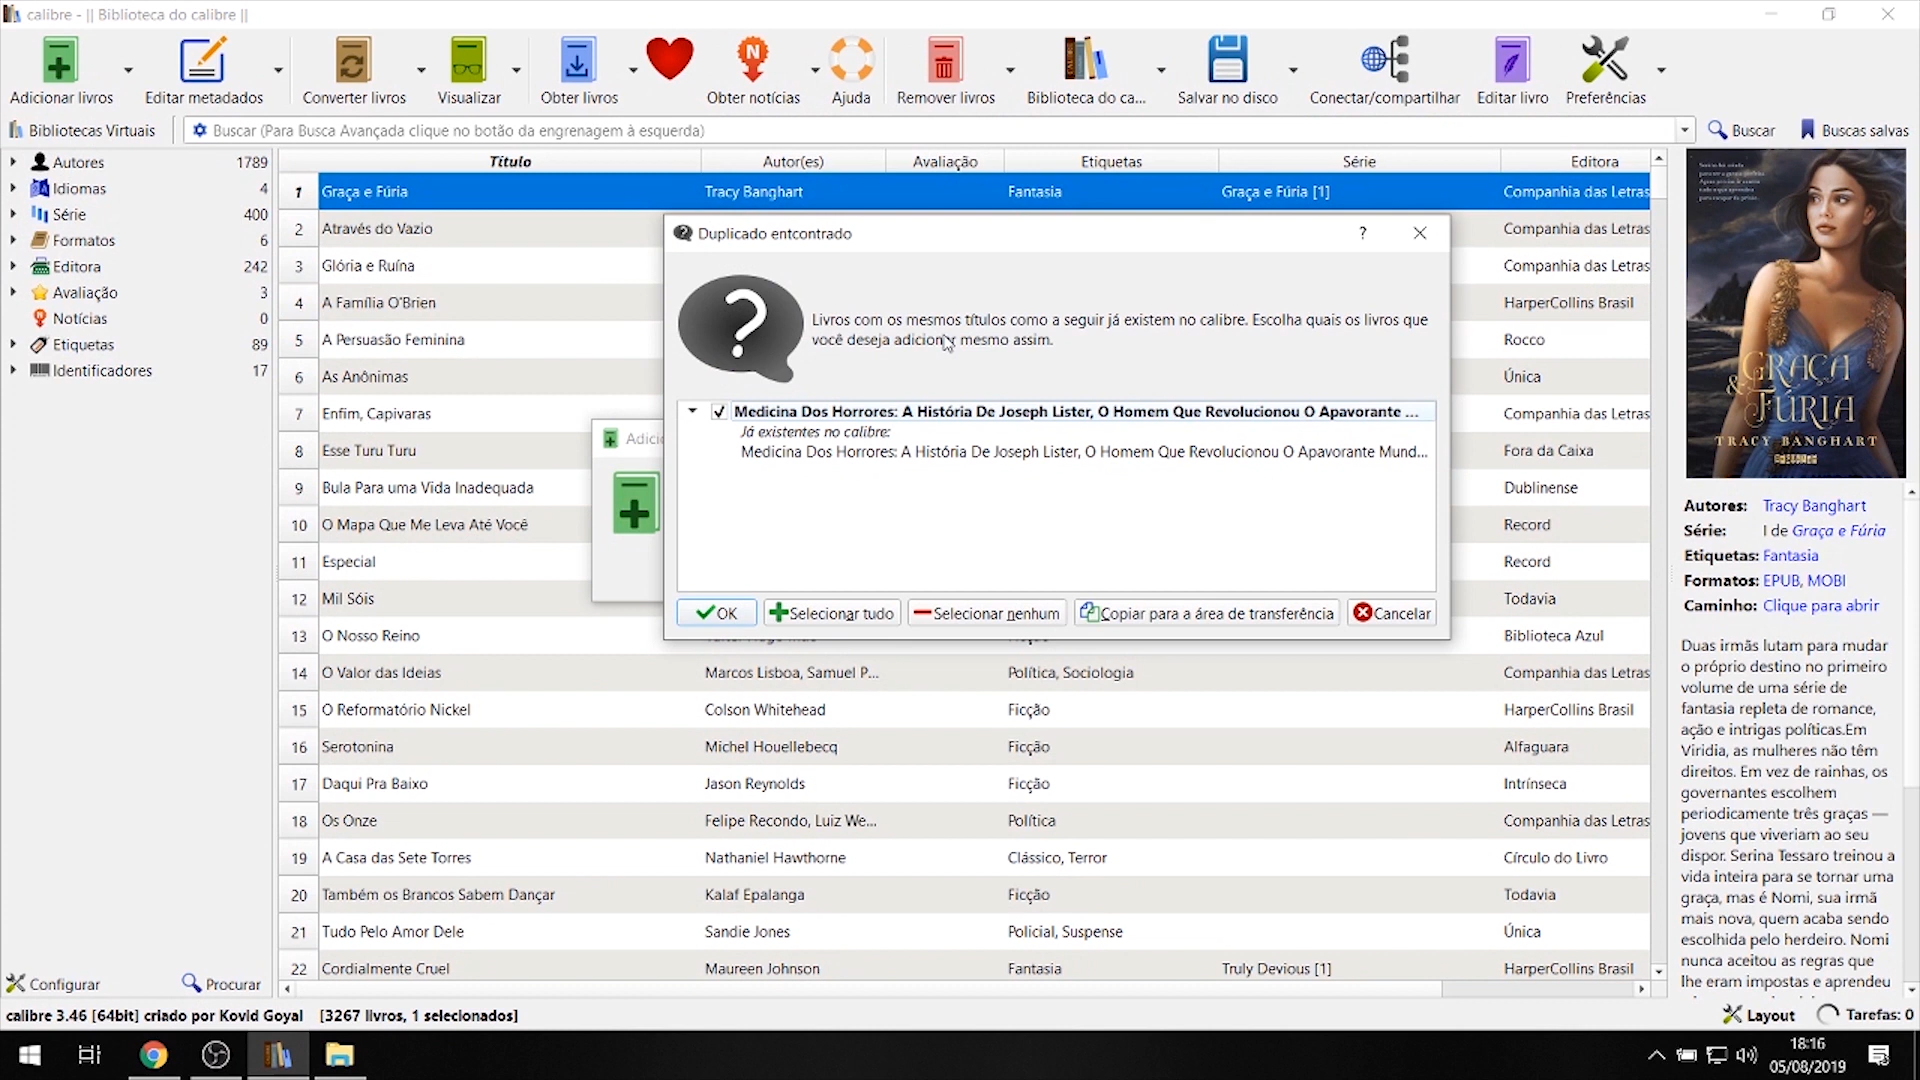 calibre - || Biblioteca do calibre ||
Adicionar livros
Editar metadados
Converter livros
Visualizar
Obter livros
Obter notícias
Ajuda
Remover livros
Biblioteca do ca...
Salvar no disco
Conectar/compartilhar
Editar livro
Preferências
Bibliotecas Virtuais
Buscar (Para Busca Avançada clique no botão da engrenagem à esquerda)
Buscar
Buscas salvas
Autores 1789
Idiomas 4
Série 400
Formatos 6
Editora 242
Avaliação 3
Notícias 0
Etiquetas 89
Identificadores 17
Título Autor(es) Avaliação Etiquetas Série Editora
1 Graça e Fúria Tracy Banghart Fantasia Graça e Fúria [1] Companhia das Letras
2 Através do Vazio Companhia das Letras
3 Glória e Ruína Companhia das Letras
4 A Família O'Brien HarperCollins Brasil
5 A Persuasão Feminina Rocco
6 As Anônimas Única
7 Enfim, Capivaras Companhia das Letras
8 Esse Turu Turu Fora da Caixa
9 Bula Para uma Vida Inadequada Dublinense
10 O Mapa Que Me Leva Até Você Record
11 Especial Record
12 Mil Sóis Todavia
13 O Nosso Reino Biblioteca Azul
14 O Valor das Ideias Marcos Lisboa, Samuel P... Política, Sociologia Companhia das Letras
15 O Reformatório Nickel Colson Whitehead Ficção HarperCollins Brasil
16 Serotonina Michel Houellebecq Ficção Alfaguara
17 Daqui Pra Baixo Jason Reynolds Ficção Intrínseca
18 Os Onze Felipe Recondo, Luiz We... Política Companhia das Letras
19 A Casa das Sete Torres Nathaniel Hawthorne Clássico, Terror Círculo do Livro
20 Também os Brancos Sabem Dançar Kalaf Epalanga Ficção Todavia
21 Tudo Pelo Amor Dele Sandie Jones Policial, Suspense Única
22 Cordialmente Cruel Maureen Johnson Fantasia Truly Devious [1] HarperCollins Brasil
Adici
Duplicado entcontrado
?
Livros com os mesmos títulos como a seguir já existem no calibre. Escolha quais os livros que
você deseja adicionar mesmo assim.
Medicina Dos Horrores: A História De Joseph Lister, O Homem Que Revolucionou O Apavorante ...
Já existentes no calibre:
Medicina Dos Horrores: A História De Joseph Lister, O Homem Que Revolucionou O Apavorante Mund...
OK
Selecionar tudo
Selecionar nenhum
Copiar para a área de transferência
Cancelar
GRAÇA
& FÚRIA
TRACY BANGHART
Autores: Tracy Banghart
Série: I de Graça e Fúria
Etiquetas: Fantasia
Formatos: EPUB, MOBI
Caminho: Clique para abrir
Duas irmãs lutam para mudar
o próprio destino no primeiro
volume de uma série de
fantasia repleta de romance,
ação e intrigas políticas.Em
Viridia, as mulheres não têm
direitos. Em vez de rainhas, os
governantes escolhem
periodicamente três graças —
jovens que viveriam ao seu
dispor. Serina Tessaro treinou a
vida inteira para se tornar uma
graça, mas é Nomi, sua irmã
mais nova, quem acaba sendo
escolhida pelo herdeiro. Nomi
nunca aceitou as regras que
lhe eram impostas e aprendeu
Configurar
Procurar
calibre 3.46 [64bit] criado por Kovid Goyal [3267 livros, 1 selecionados]
Layout
Tarefas: 0
18:16
05/08/2019